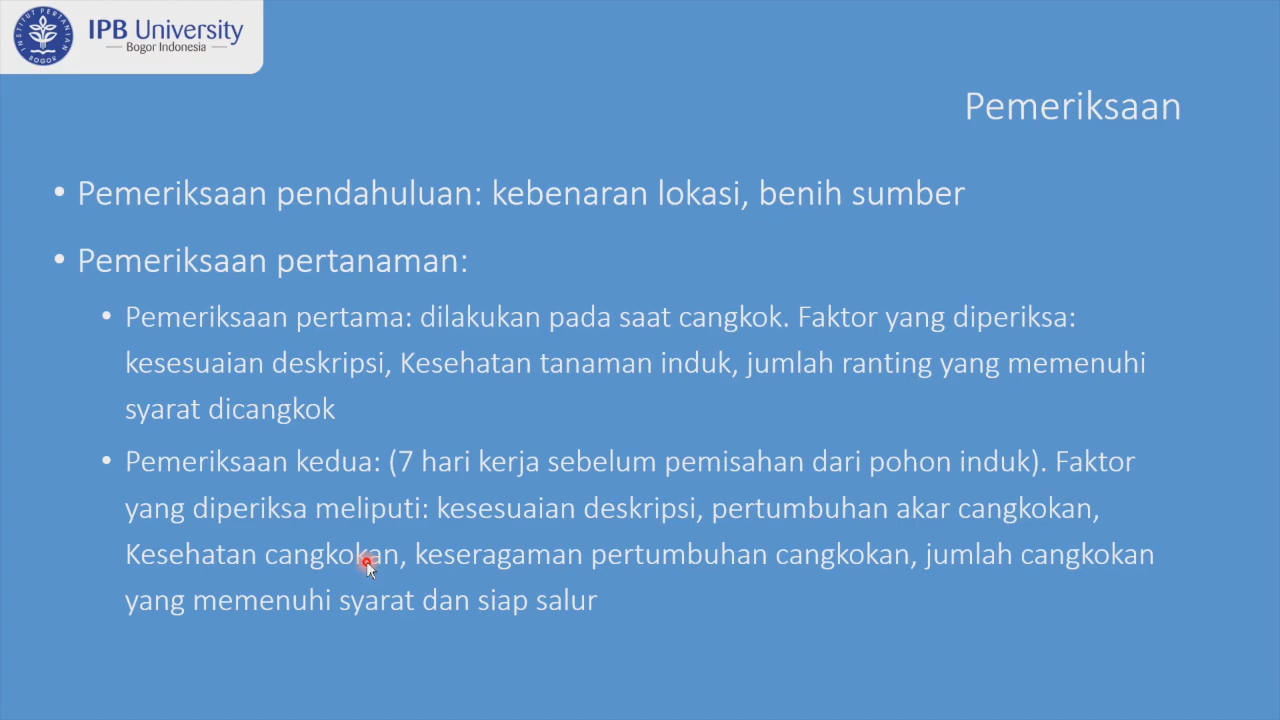 INSTITUT PERTANIAN
BOGOR
IPB University
Bogor Indonesia
Pemeriksaan
• Pemeriksaan pendahuluan: kebenaran lokasi, benih sumber
• Pemeriksaan pertanaman:
• Pemeriksaan pertama: dilakukan pada saat cangkok. Faktor yang diperiksa:
kesesuaian deskripsi, Kesehatan tanaman induk, jumlah ranting yang memenuhi
syarat dicangkok
• Pemeriksaan kedua: (7 hari kerja sebelum pemisahan dari pohon induk). Faktor
yang diperiksa meliputi: kesesuaian deskripsi, pertumbuhan akar cangkokan,
Kesehatan cangkokan, keseragaman pertumbuhan cangkokan, jumlah cangkokan
yang memenuhi syarat dan siap salur